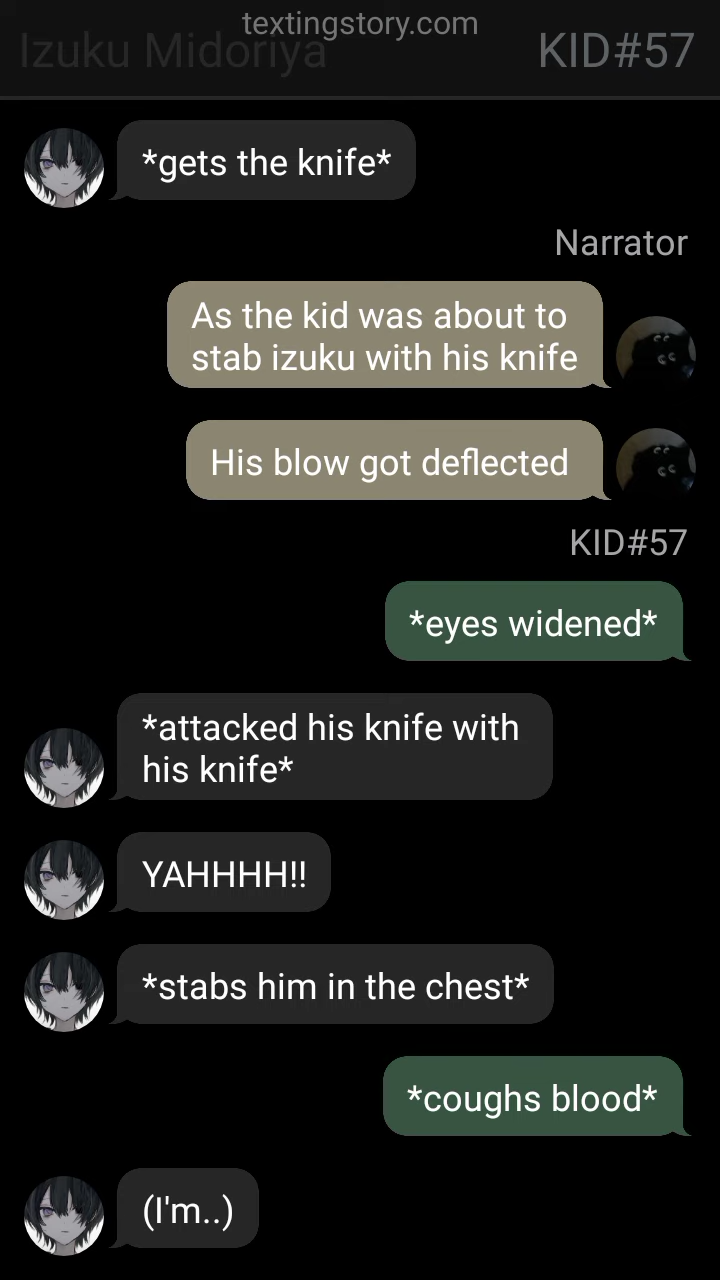 textingstory.com
Izuku Midoriya
KID#57
*gets the knife*
Narrator
As the kid was about to
stab izuku with his knife
His blow got deflected
KID#57
*eyes widened*
*attacked his knife with
his knife*
YAHHHH!!
*stabs him in the chest*
*coughs blood*
(I'm..)